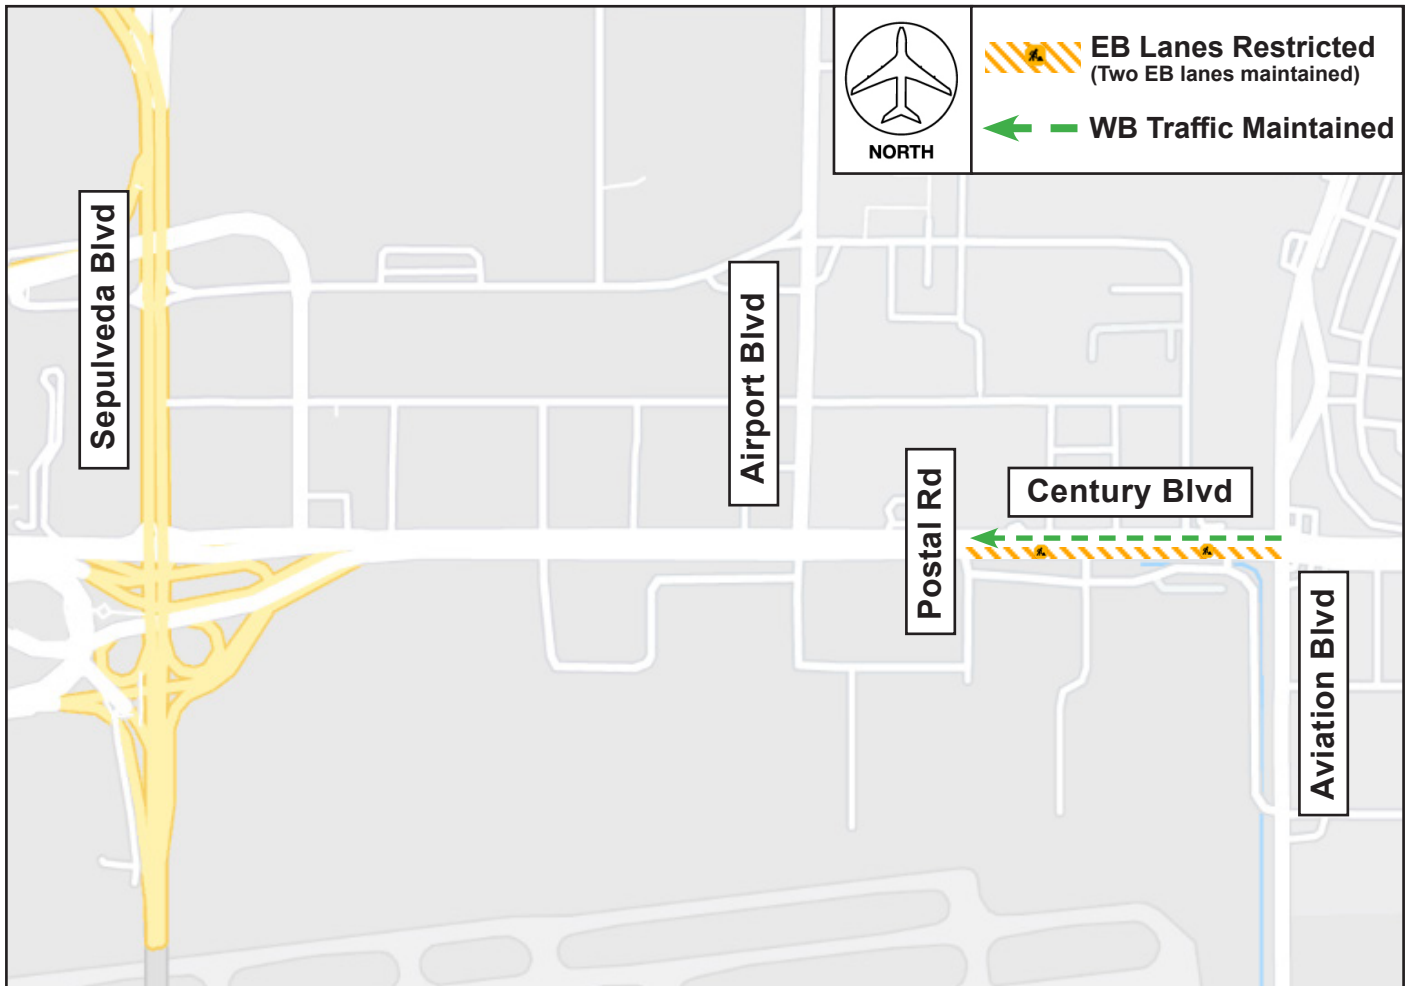 NORTH
EB Lanes Restricted
(Two EB lanes maintained)
WB Traffic Maintained
Sepulveda Blvd
Airport Blvd
Postal Rd
Century Blvd
Aviation Blvd